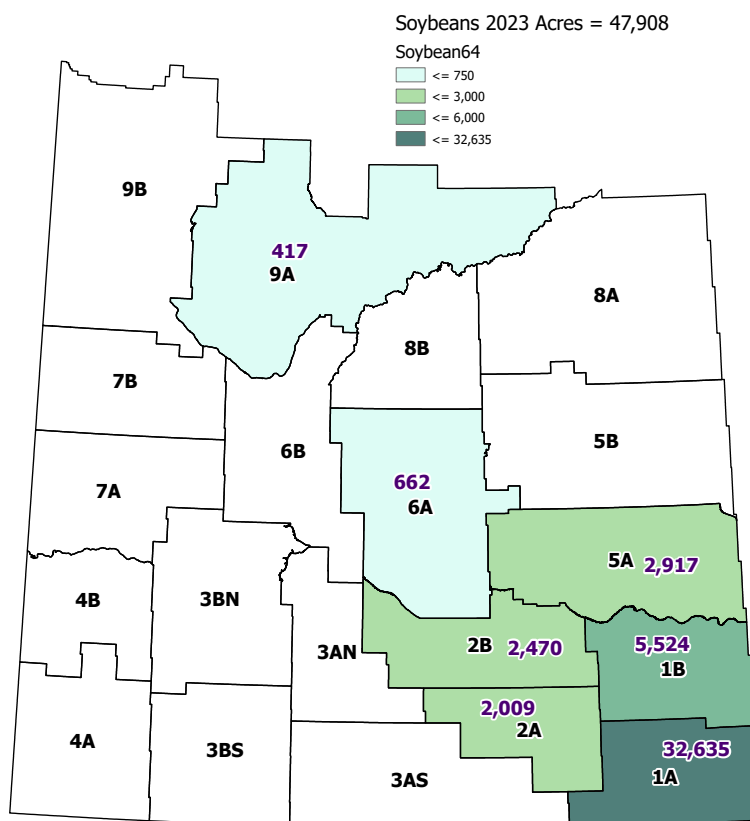 Soybeans 2023 Acres = 47,908
Soybean64
<= 750
<= 3,000
<= 6,000
<= 32,635
9B
417
9A
8A
8B
7B
5B
6B
662
6A
7A
5A 2,917
4B
3BN
3AN
2B 2,470
5,524
1B
2,009
2A
4A
3BS
32,635
1A
3AS